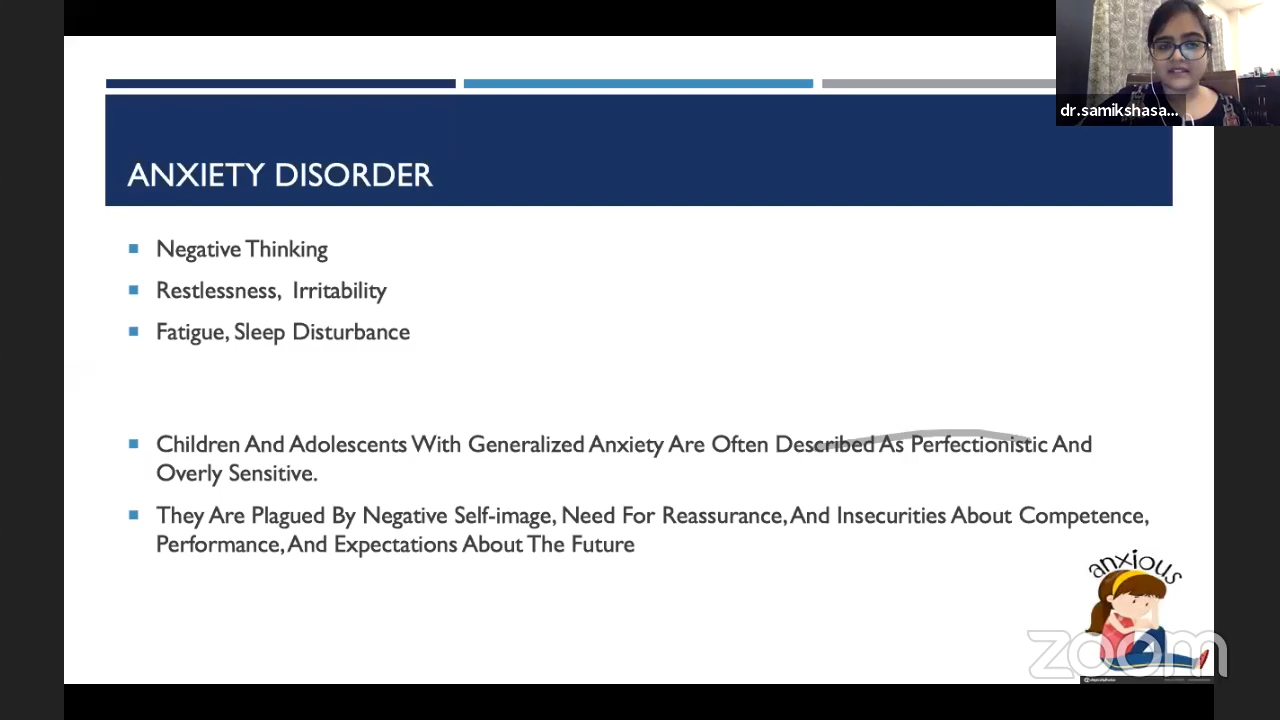 dr.samikshasa...
ANXIETY DISORDER
Negative Thinking
Restlessness, Irritability
Fatigue, Sleep Disturbance
Children And Adolescents With Generalized Anxiety Are Often Described As Perfectionistic And
Overly Sensitive.
They Are Plagued By Negative Self-image, Need For Reassurance, And Insecurities About Competence,
Performance, And Expectations About The Future
anxious
zoom